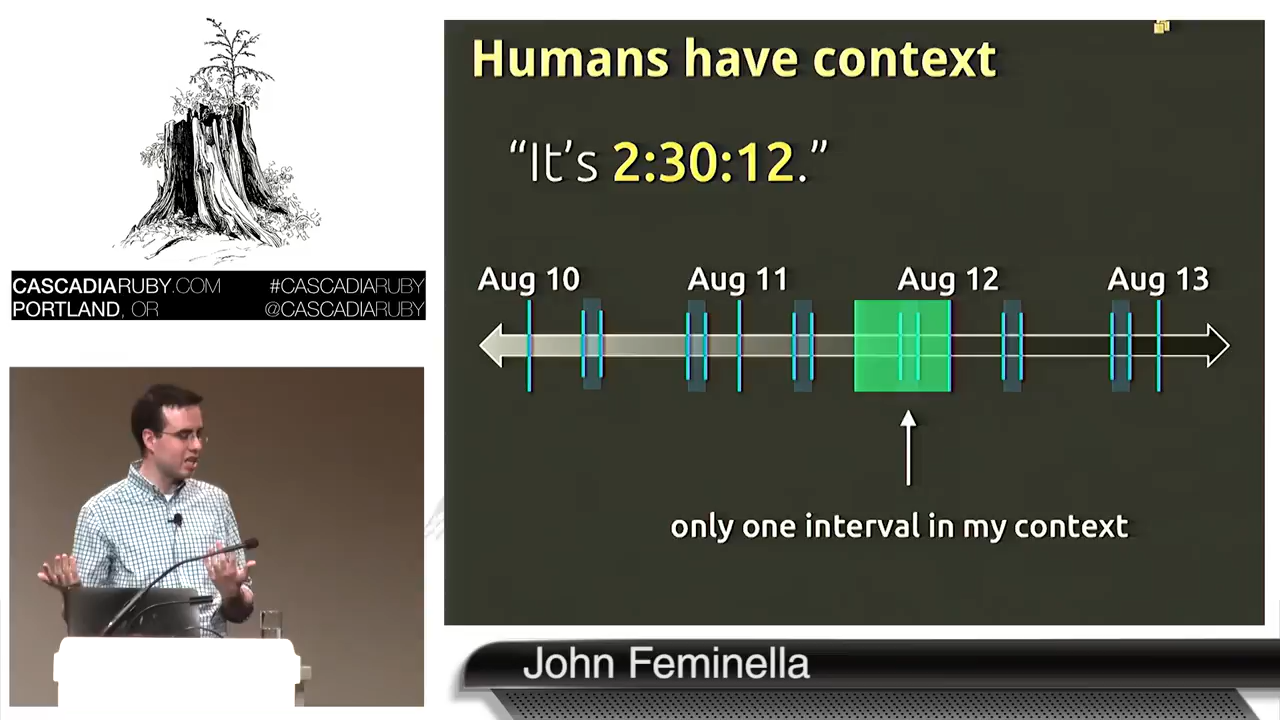 Humans have context
“It’s 2:30:12.”
Aug 10 Aug 11 Aug 12 Aug 13
only one interval in my context
CASCADIARUBY.COM #CASCADIARUBY
PORTLAND, OR @CASCADIARUBY
John Feminella